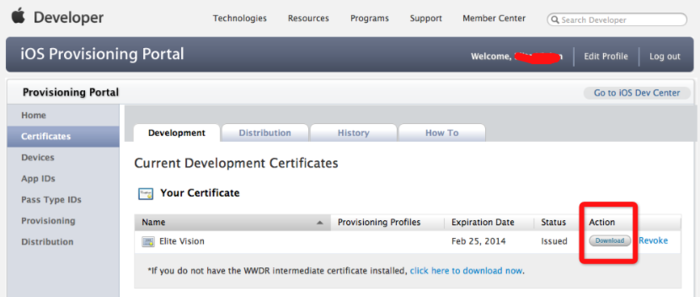 Developer
Technologies Resources Programs Support Member Center Search Developer
iOS Provisioning Portal
Welcome, Edit Profile Log out
Provisioning Portal
Go to iOS Dev Center
Home
Certificates
Devices
App IDs
Pass Type IDs
Provisioning
Distribution
Development Distribution History How To
Current Development Certificates
Your Certificate
Name Provisioning Profiles Expiration Date Status Action
Elite Vision Feb 25, 2014 Issued Download Revoke
*If you do not have the WWDR intermediate certificate installed, click here to download now.